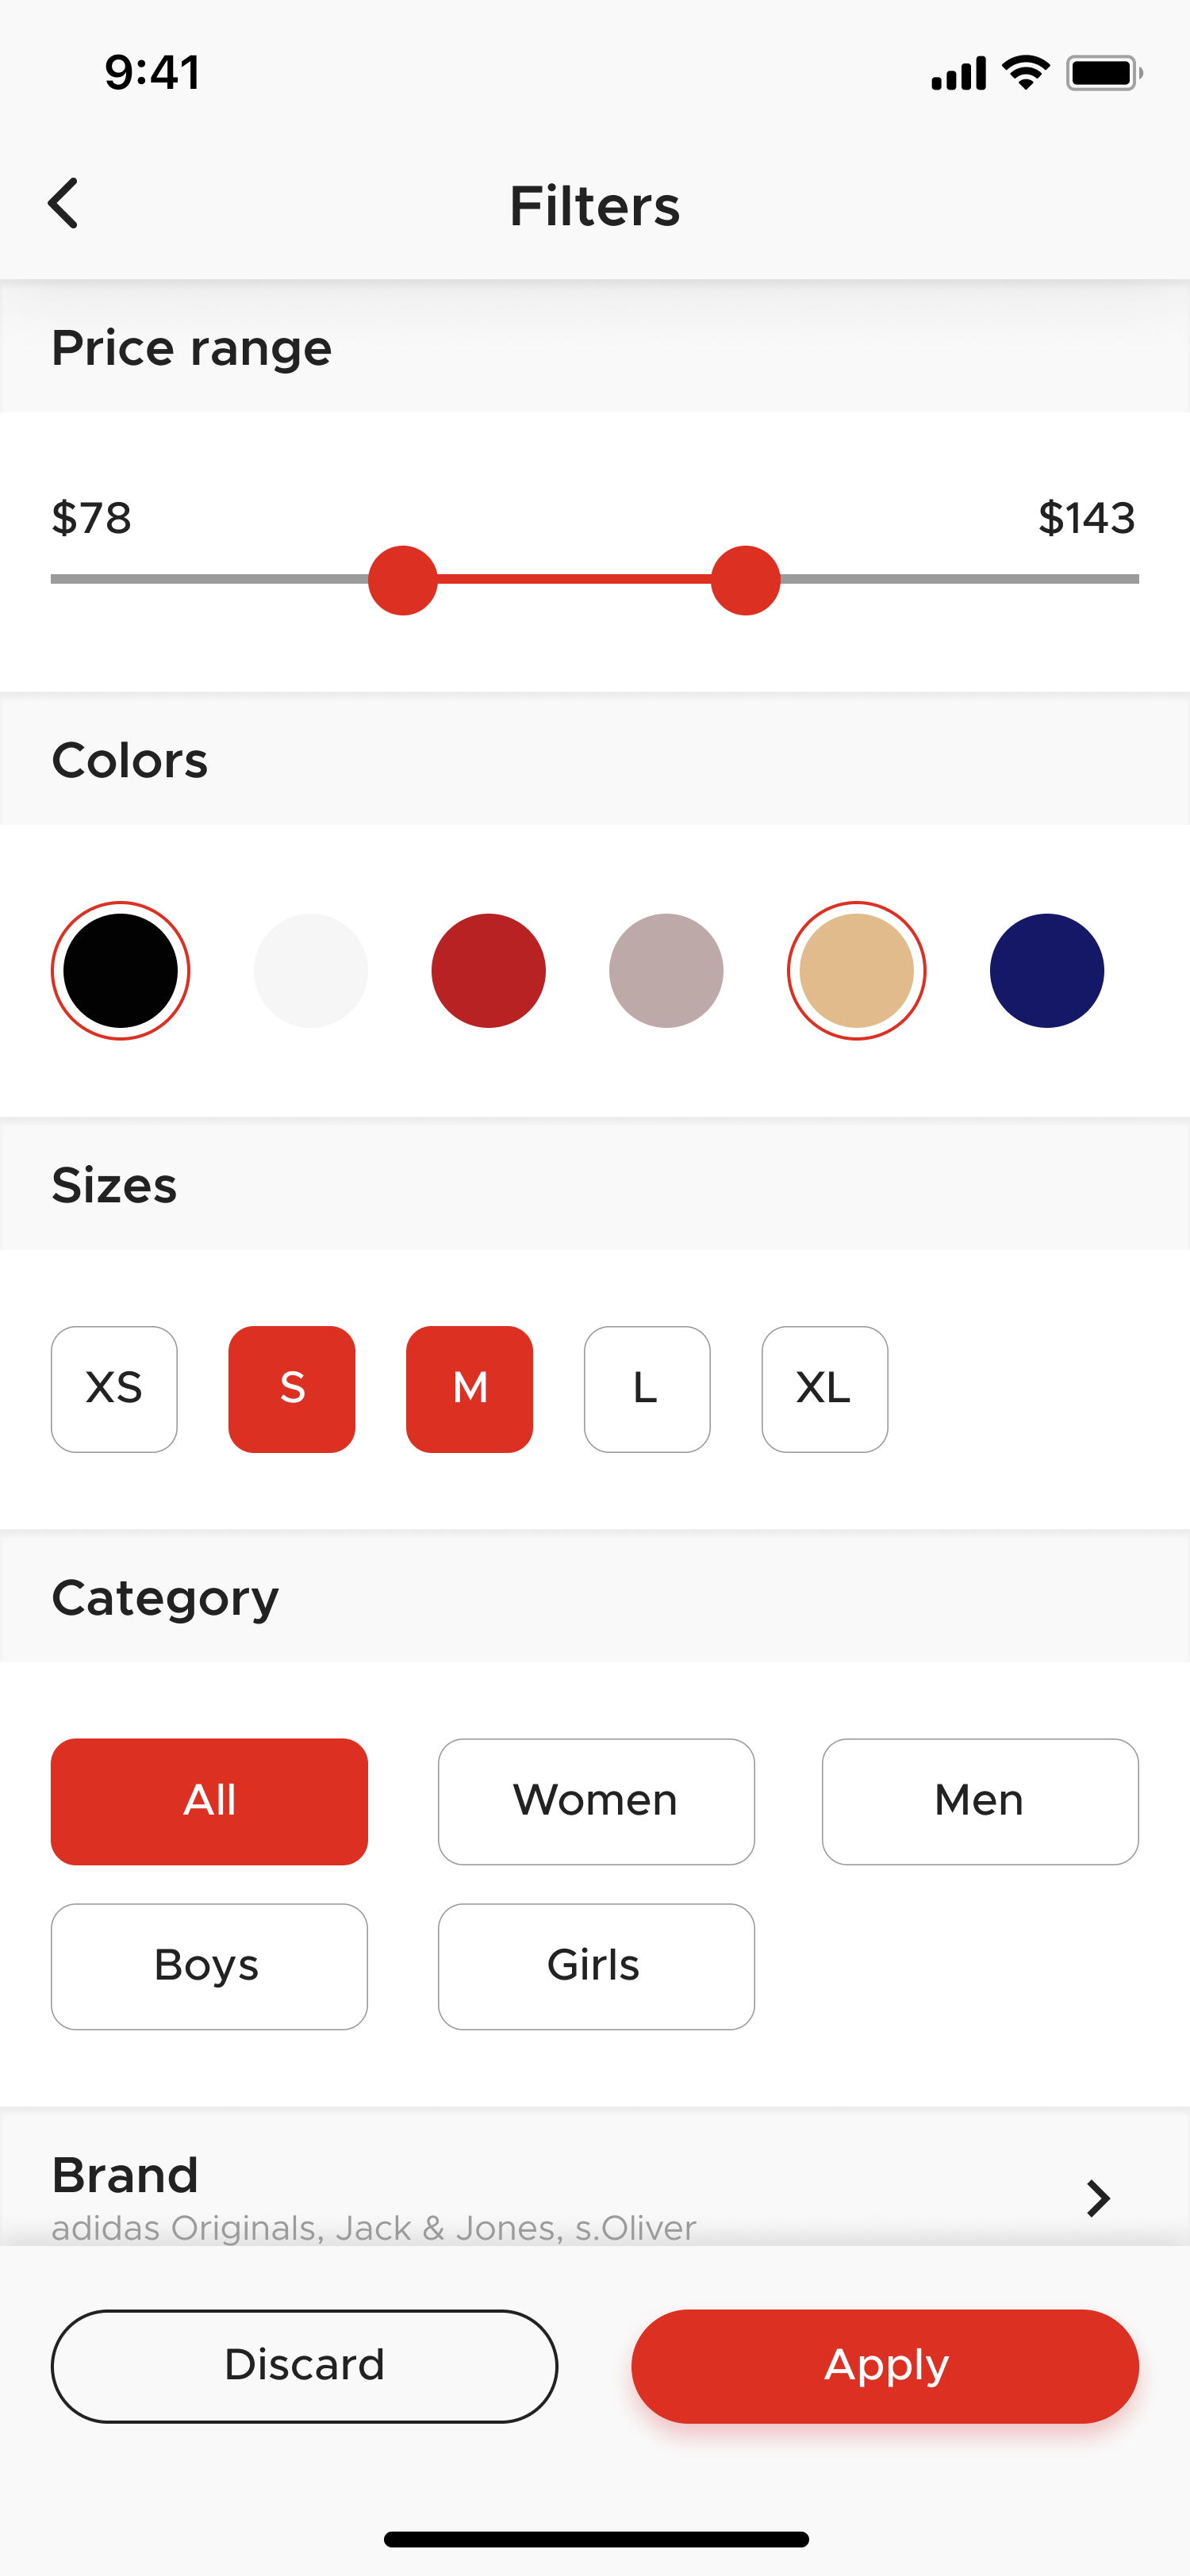 9:41
Filters
Price range
$78 $143
Colors
Sizes
XS S M L XL
Category
All Women Men
Boys Girls
Brand
adidas Originals, Jack & Jones, s.Oliver
Discard Apply